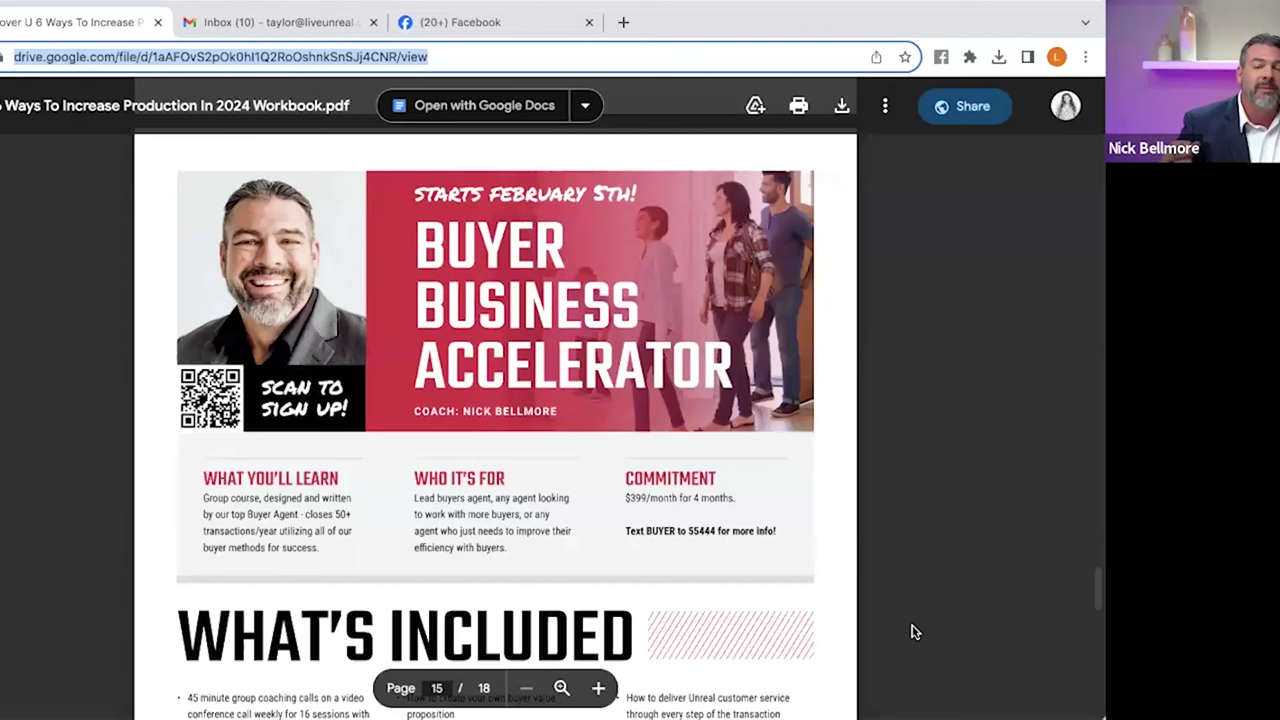 over U 6 Ways To Increase P
Inbox (10) – taylor@liveunreal.
(20+) Facebook
drive.google.com/file/d/1aAFOvS2pOk0hI1Q2RoOshnkSnSJj4CNR/view
L
Ways To Increase Production In 2024 Workbook.pdf
Open with Google Docs
Share
Nick Bellmore
STARTS FEBRUARY 5TH!
BUYER
BUSINESS
ACCELERATOR
COACH: NICK BELLMORE
SCAN TO
SIGN UP!
WHAT YOU'LL LEARN
Group course, designed and written
by our top Buyer Agent - closes 50+
transactions/year utilizing all of our
buyer methods for success.
WHO IT'S FOR
Lead buyers agent, any agent looking
to work with more buyers, or any
agent who just needs to improve their
efficiency with buyers.
COMMITMENT
$399/month for 4 months.
Text BUYER to 55444 for more info!
WHAT'S INCLUDED
• 45 minute group coaching calls on a video
conference call weekly for 16 sessions with
• How to create your own buyer value
proposition
• How to deliver Unreal customer service
through every step of the transaction
Page 15 / 18